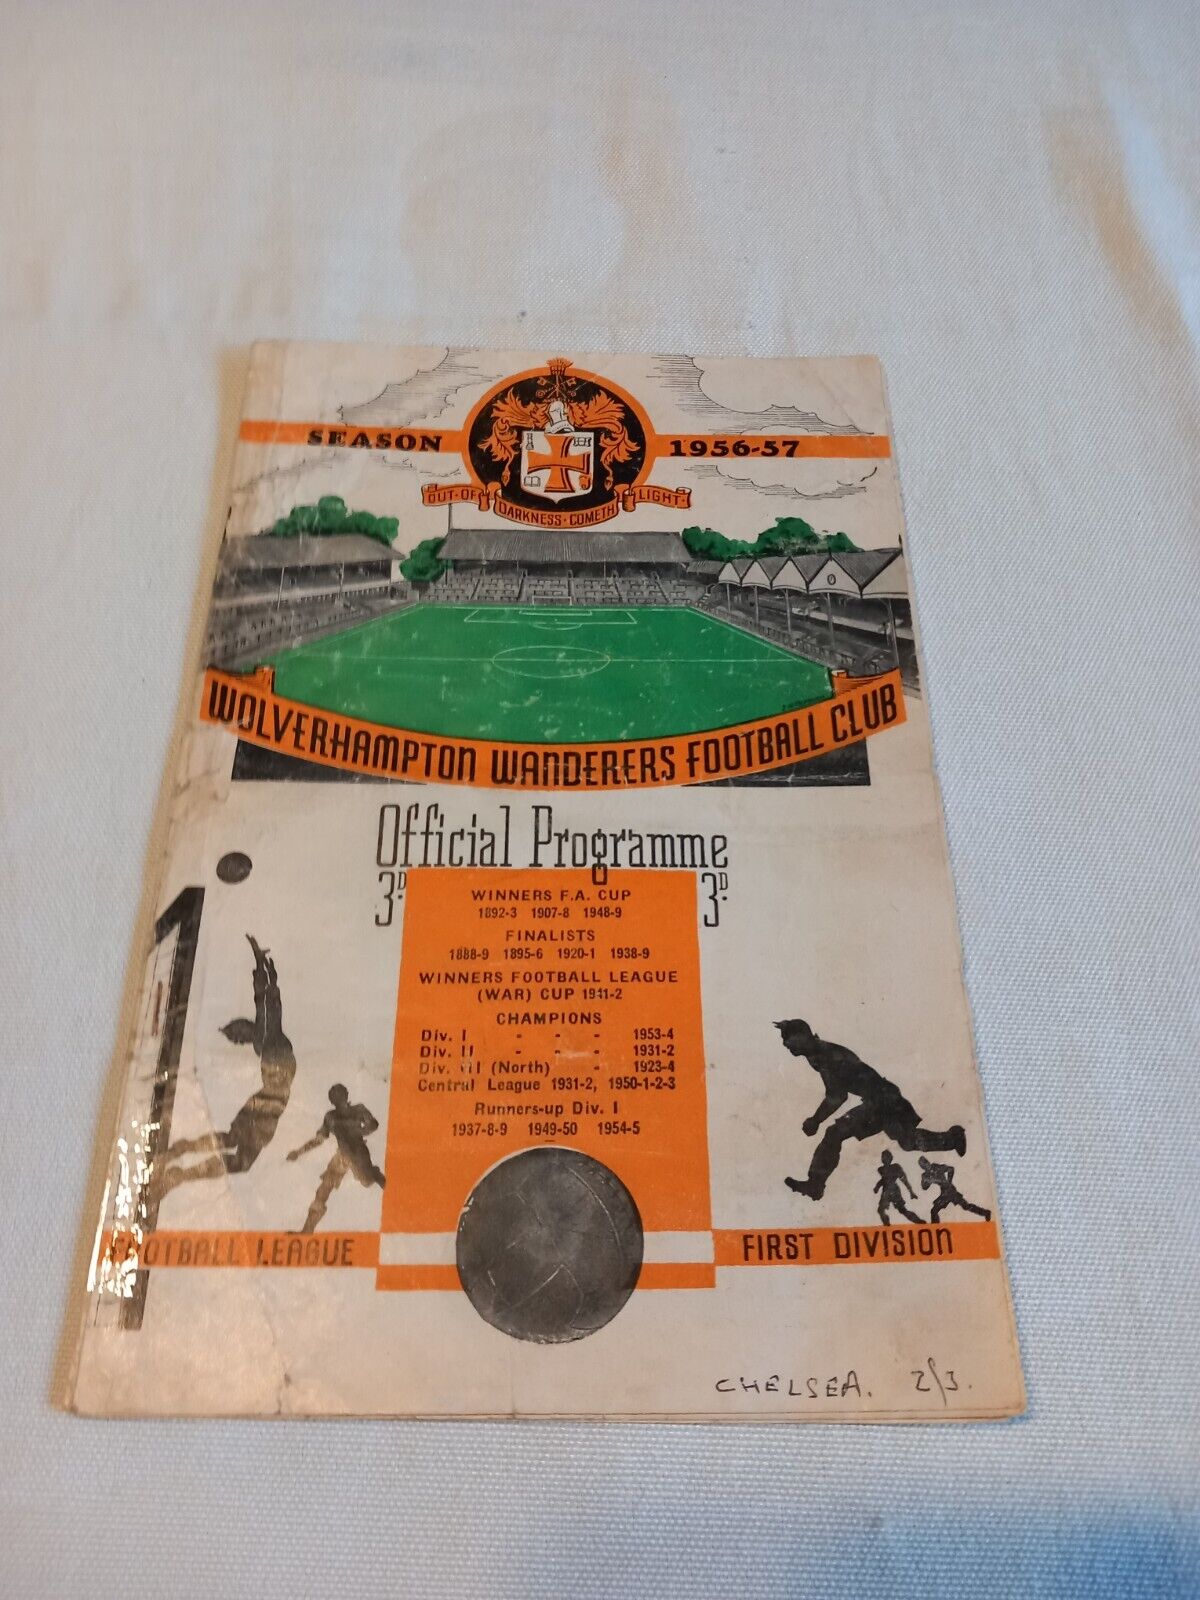 SEASON 1956-57
OUT·OF DARKNESS·COMETH LIGHT·
WOLVERHAMPTON WANDERERS FOOTBALL CLUB
Official Programme
3D. 3D.
WINNERS F.A. CUP
1892-3 1907-8 1948-9
FINALISTS
1888-9 1895-6 1920-1 1938-9
WINNERS FOOTBALL LEAGUE
(WAR) CUP 1941-2
CHAMPIONS
Div. I - - - 1953-4
Div. II - - - 1931-2
Div. III (North) - 1923-4
Central League 1931-2, 1950-1-2-3
Runners-up Div. I
1937-8-9 1949-50 1954-5
FOOTBALL LEAGUE FIRST DIVISION
CHELSEA. 2/3.